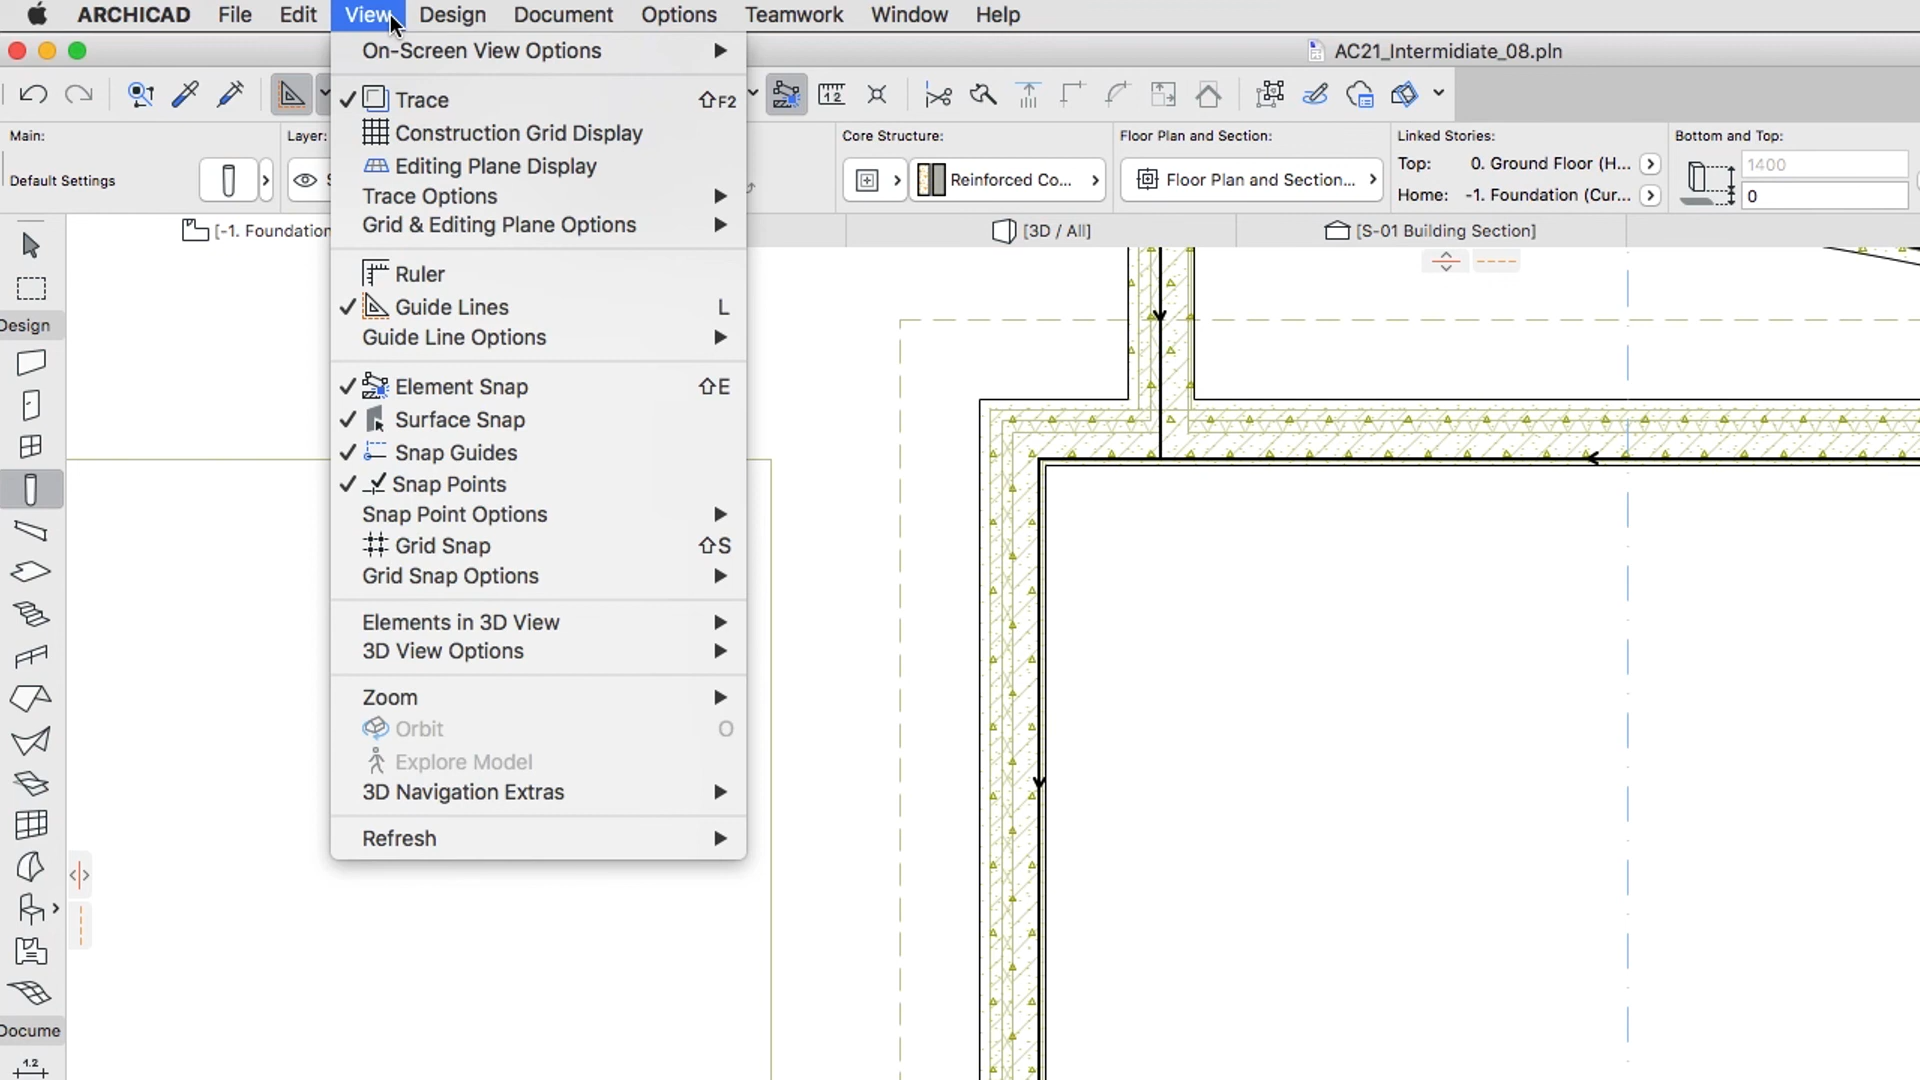 ARCHICAD File Edit View Design Document Options Teamwork Window Help
AC21_Intermidiate_08.pln
On-Screen View Options
Trace ⇧F2
Construction Grid Display
Editing Plane Display
Trace Options
Grid & Editing Plane Options
Ruler
Guide Lines L
Guide Line Options
Element Snap ⇧E
Surface Snap
Snap Guides
Snap Points
Snap Point Options
Grid Snap ⇧S
Grid Snap Options
Elements in 3D View
3D View Options
Zoom
Orbit O
Explore Model
3D Navigation Extras
Refresh
Main:
Default Settings
Layer:
Core Structure:
Reinforced Co...
Floor Plan and Section:
Floor Plan and Section...
Linked Stories:
Top: 0. Ground Floor (H...
Home: -1. Foundation (Cur...
Bottom and Top:
1400
0
[-1. Foundation
[3D / All]
[S-01 Building Section]
Design
Docume
1.2